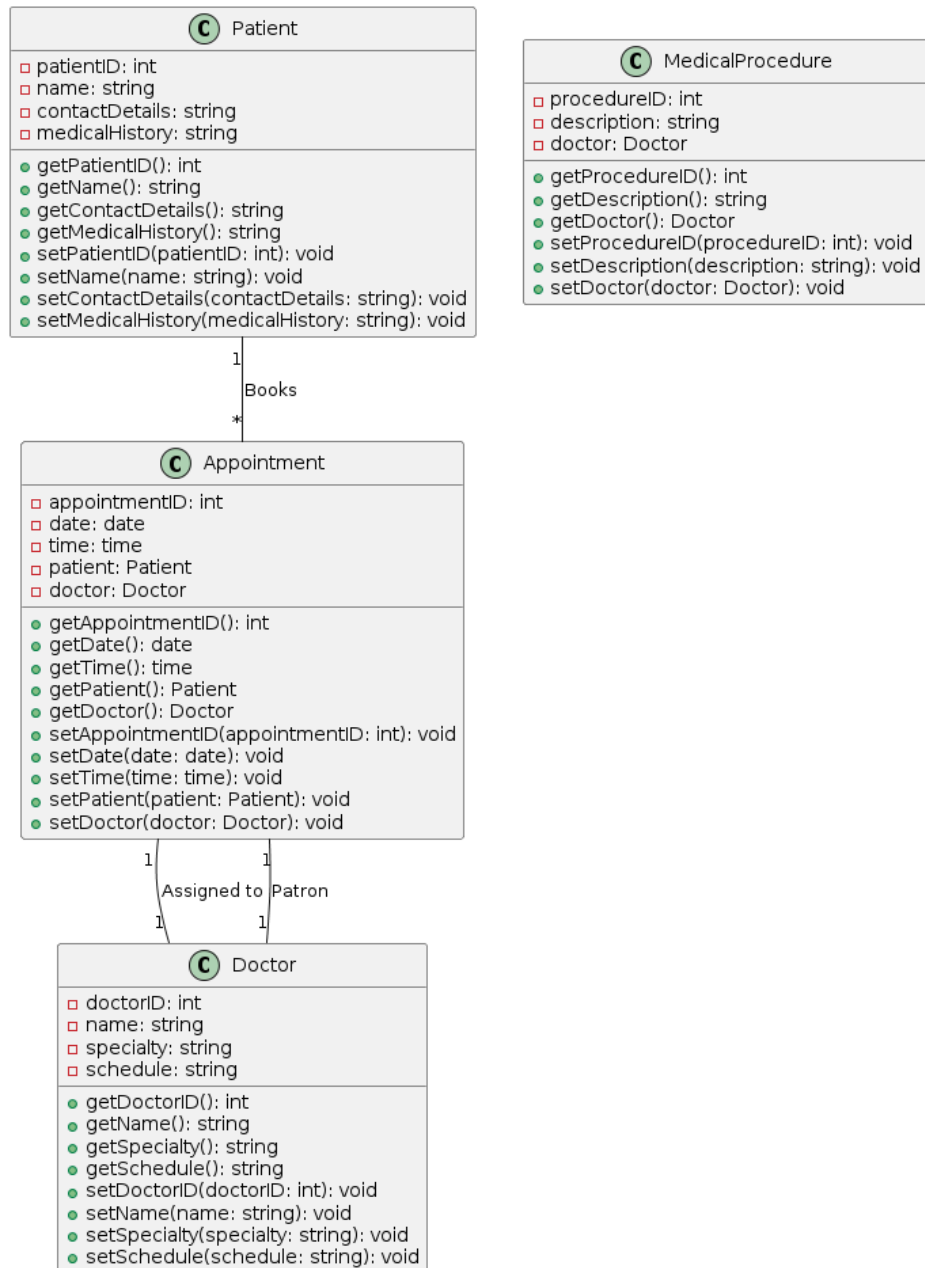 C Patient
patientID: int
name: string
contactDetails: string
medicalHistory: string
getPatientID(): int
getName(): string
getContactDetails(): string
getMedicalHistory(): string
setPatientID(patientID: int): void
setName(name: string): void
setContactDetails(contactDetails: string): void
setMedicalHistory(medicalHistory: string): void
C MedicalProcedure
procedureID: int
description: string
doctor: Doctor
getProcedureID(): int
getDescription(): string
getDoctor(): Doctor
setProcedureID(procedureID: int): void
setDescription(description: string): void
setDoctor(doctor: Doctor): void
1
Books
*
C Appointment
appointmentID: int
date: date
time: time
patient: Patient
doctor: Doctor
getAppointmentID(): int
getDate(): date
getTime(): time
getPatient(): Patient
getDoctor(): Doctor
setAppointmentID(appointmentID: int): void
setDate(date: date): void
setTime(time: time): void
setPatient(patient: Patient): void
setDoctor(doctor: Doctor): void
1 1
Assigned to Patron
1 1
C Doctor
doctorID: int
name: string
specialty: string
schedule: string
getDoctorID(): int
getName(): string
getSpecialty(): string
getSchedule(): string
setDoctorID(doctorID: int): void
setName(name: string): void
setSpecialty(specialty: string): void
setSchedule(schedule: string): void